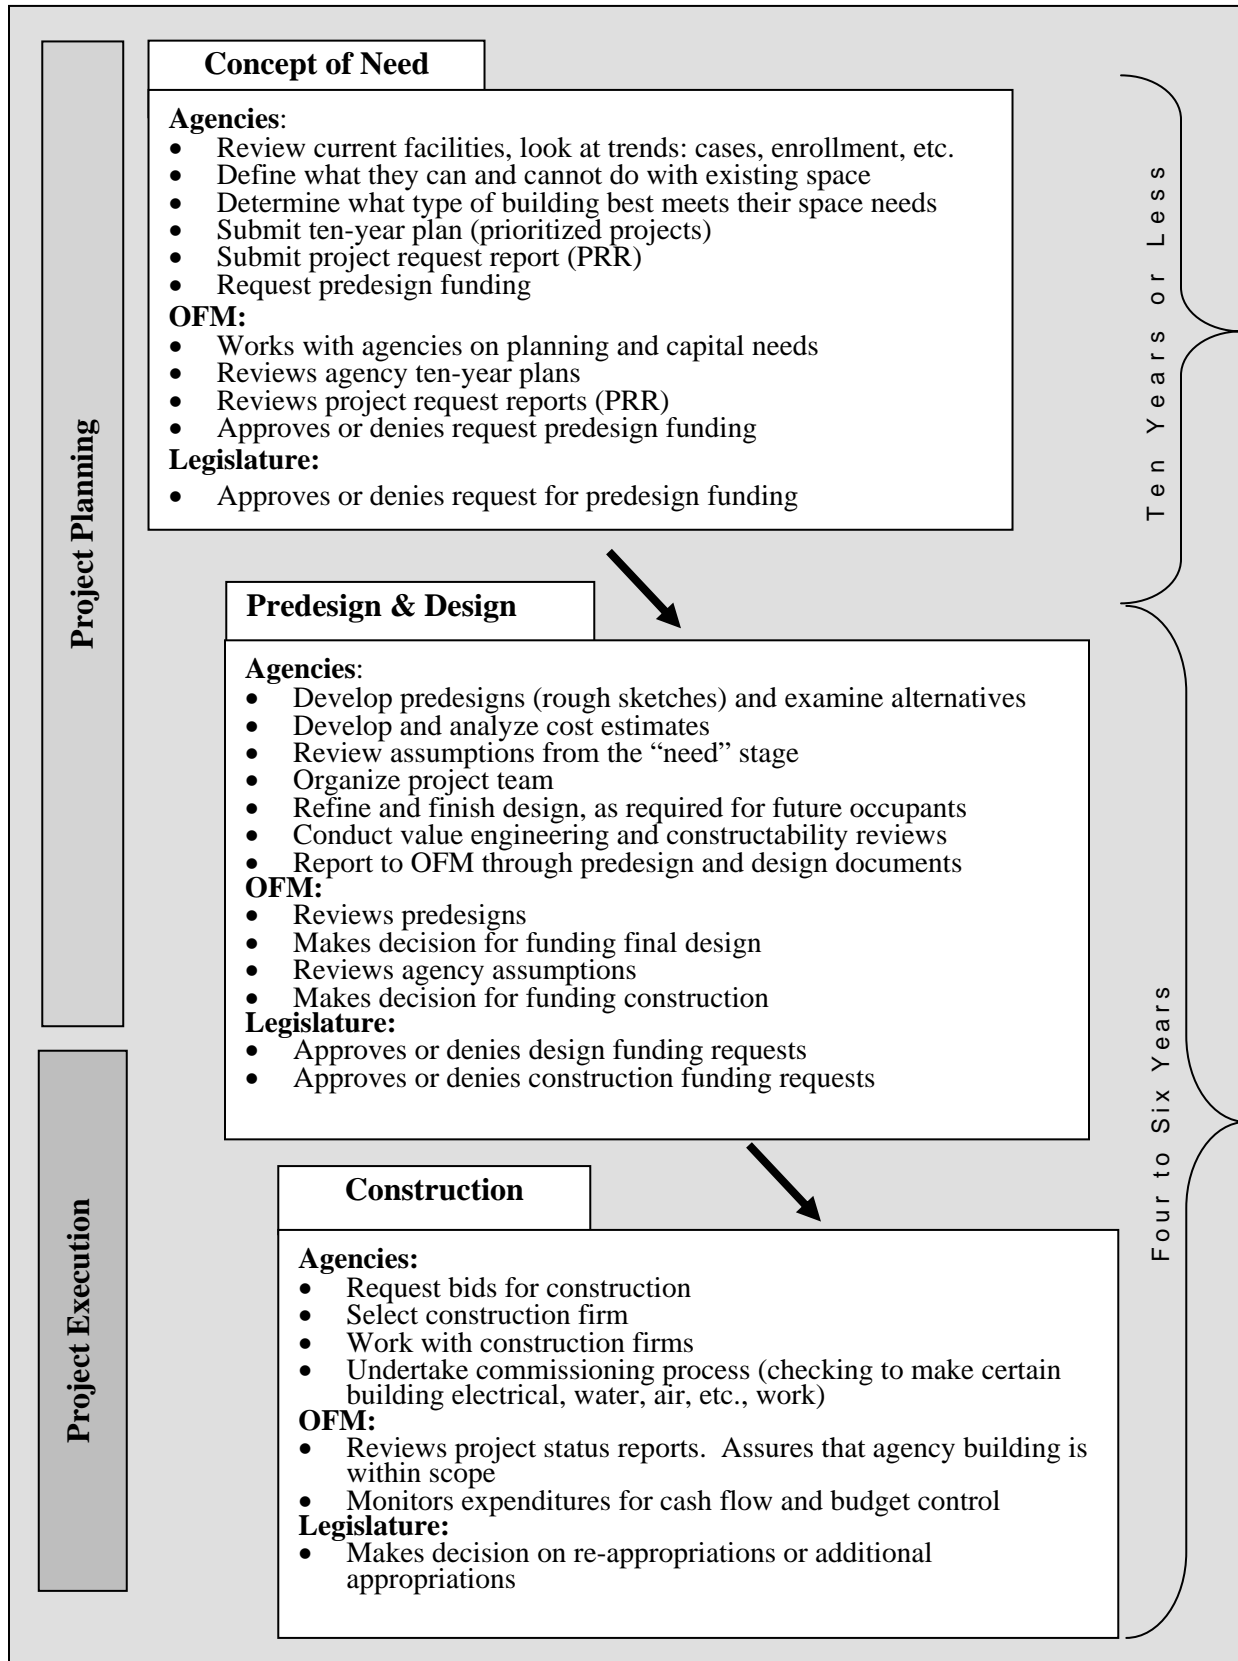 Concept of Need
Agencies:
• Review current facilities, look at trends: cases, enrollment, etc.
• Define what they can and cannot do with existing space
• Determine what type of building best meets their space needs
• Submit ten-year plan (prioritized projects)
• Submit project request report (PRR)
• Request predesign funding
OFM:
• Works with agencies on planning and capital needs
• Reviews agency ten-year plans
• Reviews project request reports (PRR)
• Approves or denies request predesign funding
Legislature:
• Approves or denies request for predesign funding
Project Planning
Ten Years or Less
Predesign & Design
Agencies:
• Develop predesigns (rough sketches) and examine alternatives
• Develop and analyze cost estimates
• Review assumptions from the “need” stage
• Organize project team
• Refine and finish design, as required for future occupants
• Conduct value engineering and constructability reviews
• Report to OFM through predesign and design documents
OFM:
• Reviews predesigns
• Makes decision for funding final design
• Reviews agency assumptions
• Makes decision for funding construction
Legislature:
• Approves or denies design funding requests
• Approves or denies construction funding requests
Four to Six Years
Construction
Agencies:
• Request bids for construction
• Select construction firm
• Work with construction firms
• Undertake commissioning process (checking to make certain
building electrical, water, air, etc., work)
OFM:
• Reviews project status reports.  Assures that agency building is
within scope
• Monitors expenditures for cash flow and budget control
Legislature:
• Makes decision on re-appropriations or additional
appropriations
Project Execution